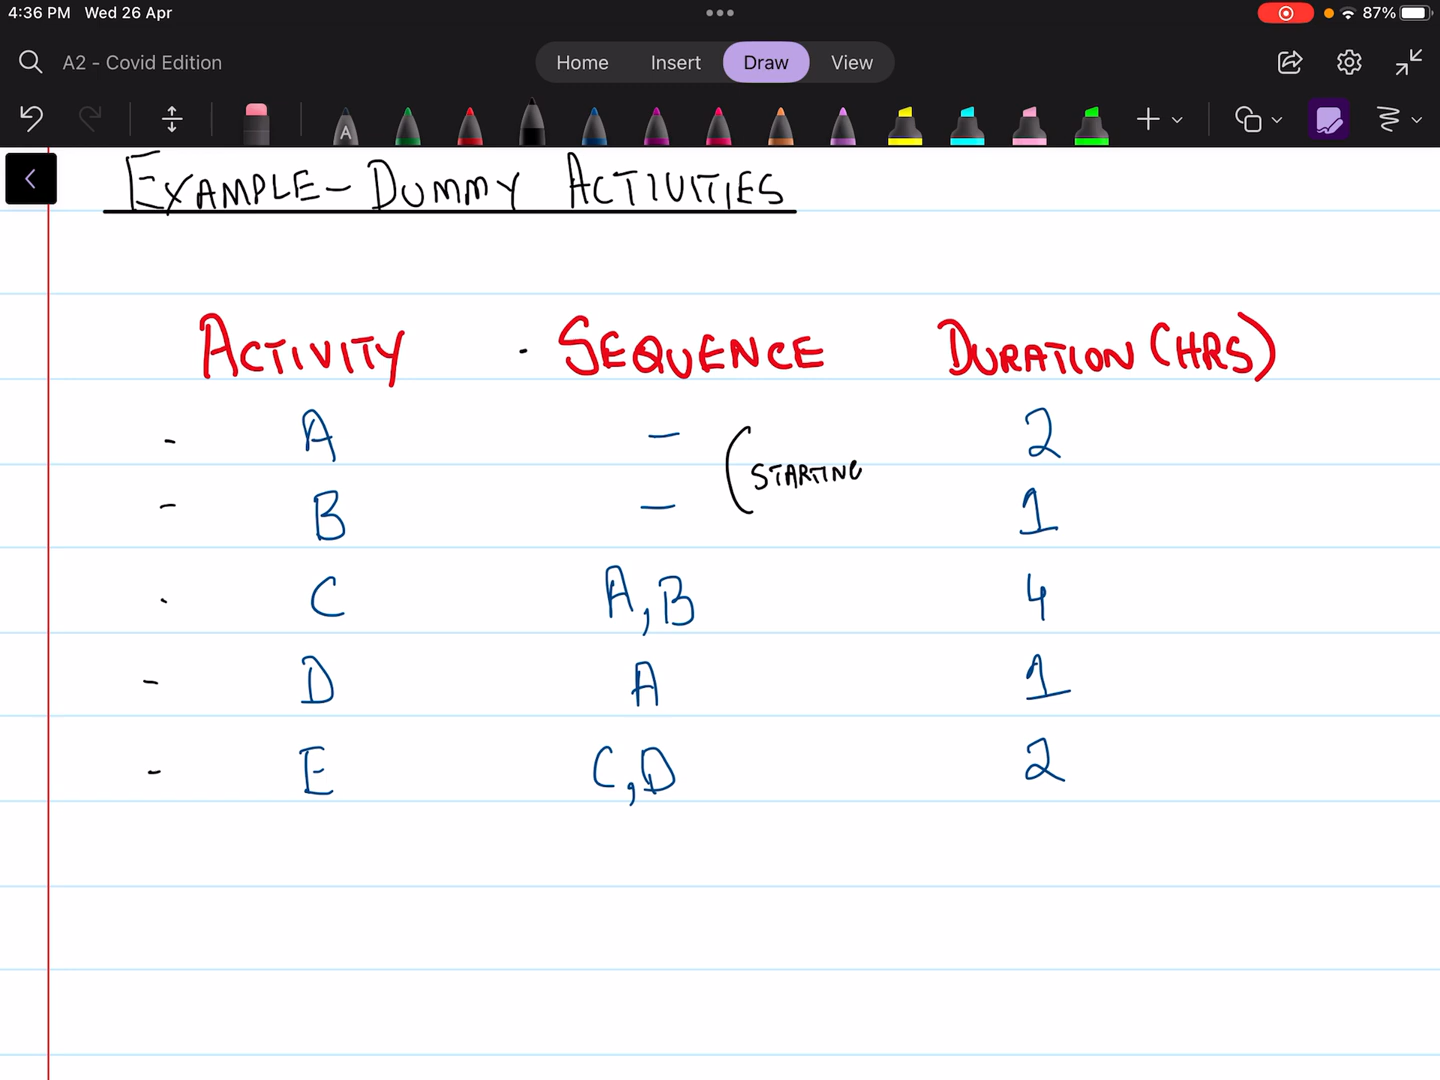 4:36 PM Wed 26 Apr 87%
A2 - Covid Edition Home Insert Draw View
A
EXAMPLE - DUMMY ACTIVITIES
ACTIVITY SEQUENCE DURATION (HRS)
- A - 2
(STARTING
- B - 1
. C A, B 4
- D A 1
- E C, D 2